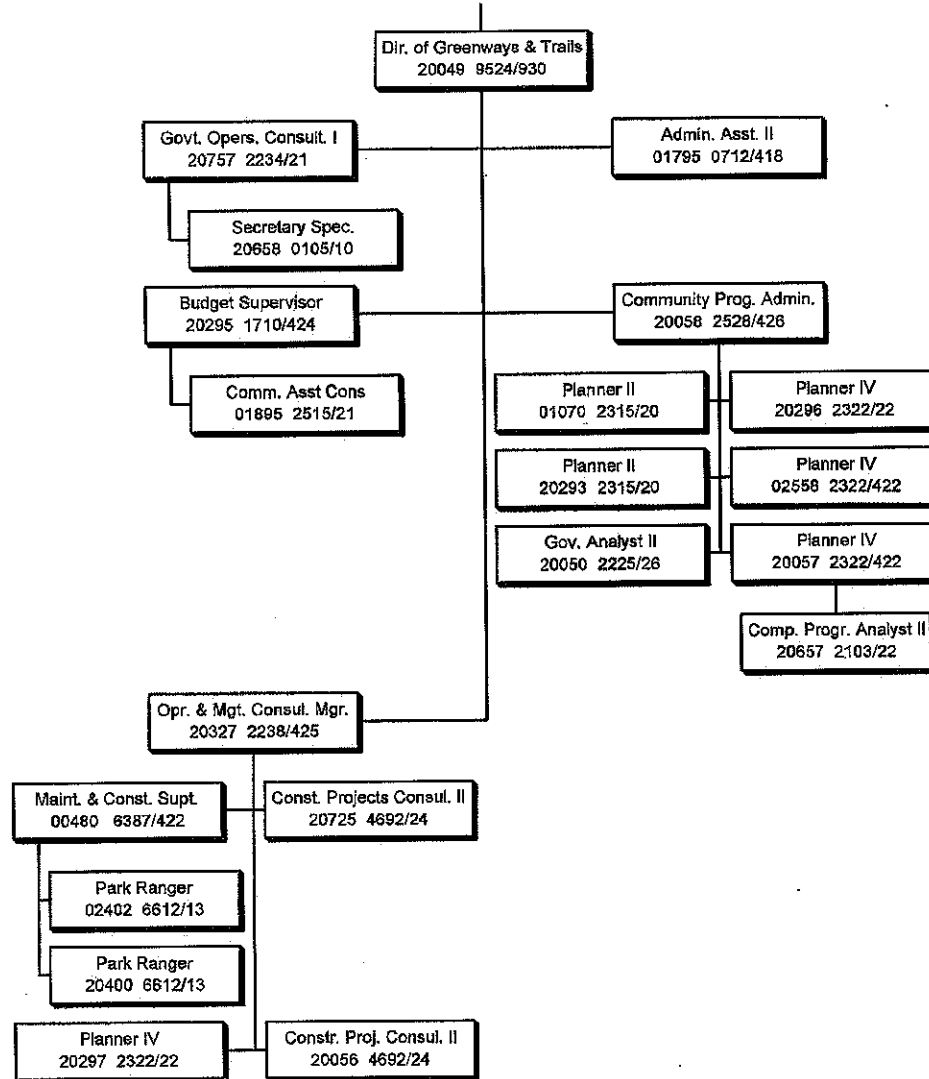 Dir. of Greenways & Trails
20049 9524/930
Govt. Opers. Consult. I
20757 2234/21
Admin. Asst. II
01795 0712/418
Secretary Spec.
20658 0105/10
Budget Supervisor
20295 1710/424
Community Prog. Admin.
20058 2528/426
Comm. Asst Cons
01895 2515/21
Planner II
01070 2315/20
Planner IV
20296 2322/22
Planner II
20293 2315/20
Planner IV
02558 2322/422
Gov. Analyst II
20050 2225/26
Planner IV
20057 2322/422
Comp. Progr. Analyst II
20657 2103/22
Opr. & Mgt. Consul. Mgr.
20327 2238/425
Maint. & Const. Supt.
00480 6387/422
Const. Projects Consul. II
20725 4692/24
Park Ranger
02402 6612/13
Park Ranger
20400 6612/13
Planner IV
20297 2322/22
Constr. Proj. Consul. II
20056 4692/24